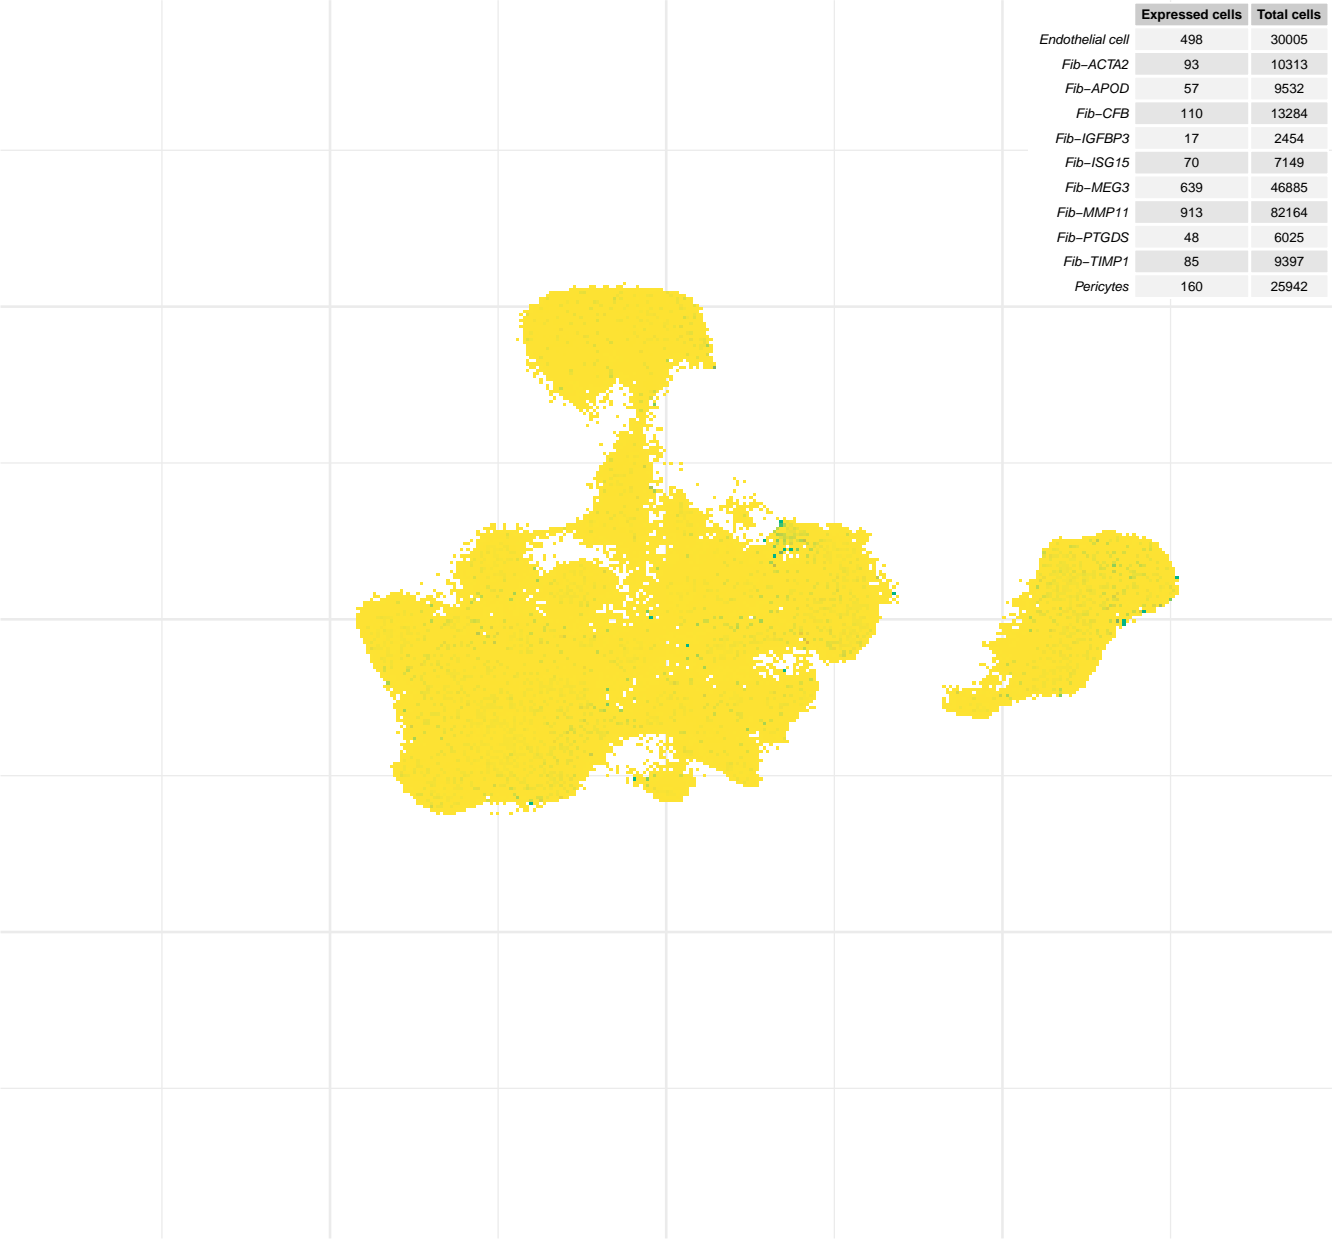 Expressed cells Total cells
Endothelial cell 498 30005
Fib−ACTA2 93 10313
Fib−APOD 57 9532
Fib−CFB 110 13284
Fib−IGFBP3 17 2454
Fib−ISG15 70 7149
Fib−MEG3 639 46885
Fib−MMP11 913 82164
Fib−PTGDS 48 6025
Fib−TIMP1 85 9397
Pericytes 160 25942